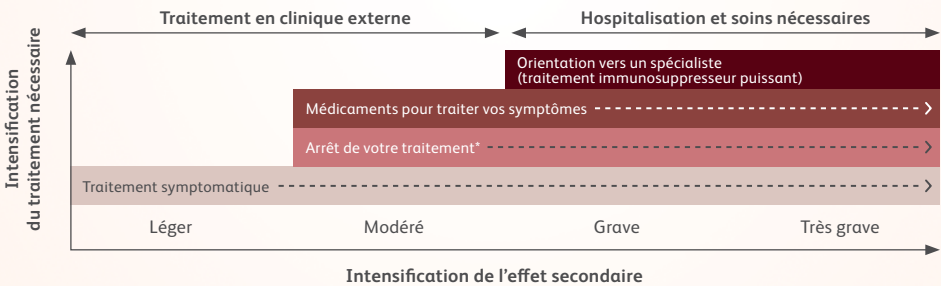 Traitement en clinique externe
Hospitalisation et soins nécessaires
Intensification
du traitement nécessaire
Orientation vers un spécialiste
(traitement immunosuppresseur puissant)
Médicaments pour traiter vos symptômes
Arrêt de votre traitement*
Traitement symptomatique
Léger
Modéré
Grave
Très grave
Intensification de l'effet secondaire